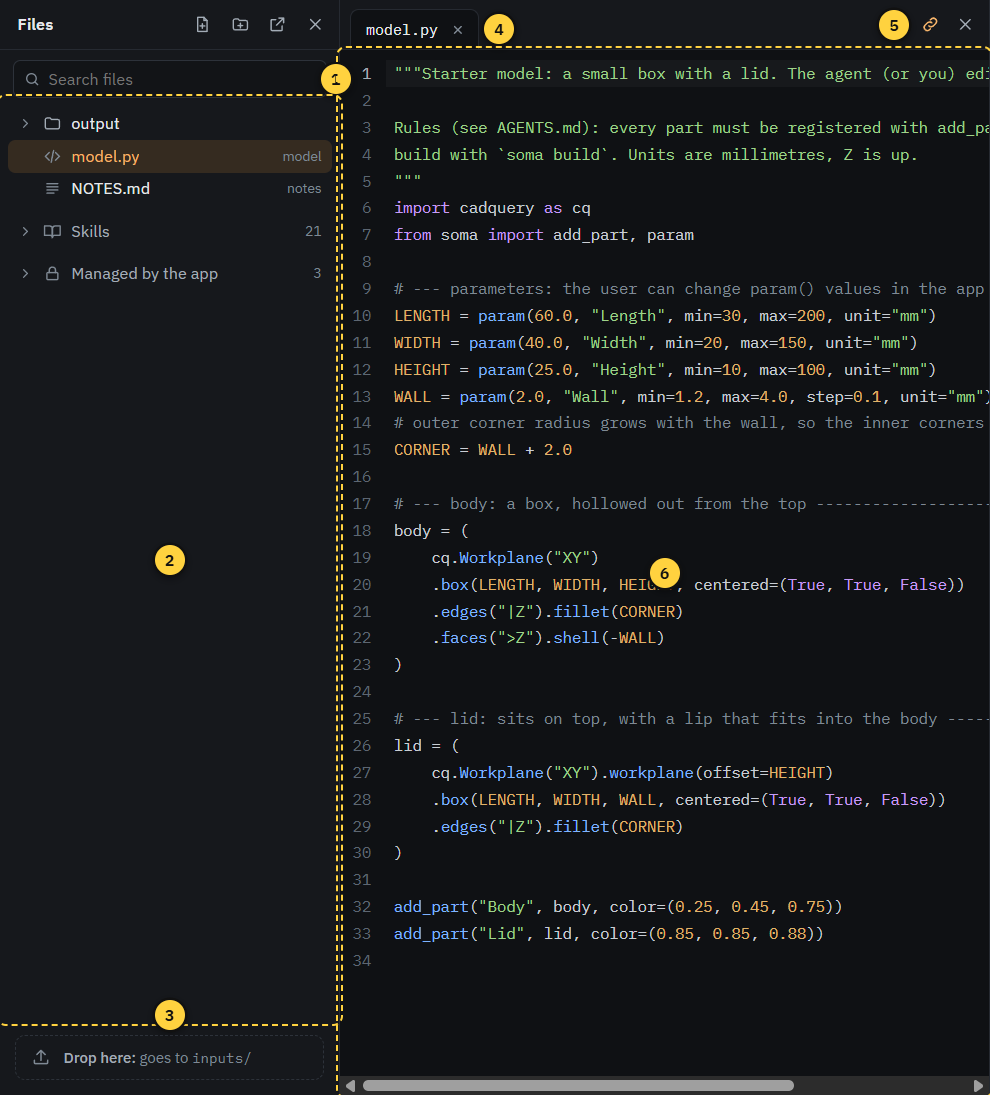 Files
Search files
1
output
model.py model
NOTES.md notes
Skills 21
Managed by the app 3
2
3
Drop here: goes to inputs/
model.py
4
5
1 """Starter model: a small box with a lid. The agent (or you)
2
3 Rules (see AGENTS.md): every part must be registered with
4 build with `soma build`. Units are millimetres, Z is up.
5 """
6 import cadquery as cq
7 from soma import add_part, param
8
9 # --- parameters: the user can change param() values in the app
10 LENGTH = param(60.0, "Length", min=30, max=200, unit="mm")
11 WIDTH = param(40.0, "Width", min=20, max=150, unit="mm")
12 HEIGHT = param(25.0, "Height", min=10, max=100, unit="mm")
13 WALL = param(2.0, "Wall", min=1.2, max=4.0, step=0.1, unit="mm")
14 # outer corner radius grows with the wall, so the inner corners
15 CORNER = WALL + 2.0
16
17 # --- body: a box, hollowed out from the top -------------------
18 body = (
19 cq.Workplane("XY")
6
20 .box(LENGTH, WIDTH, , centered=(True, True, False))
21 .edges("|Z").fillet(CORNER)
22 .faces(">Z").shell(-WALL)
23 )
24
25 # --- lid: sits on top, with a lip that fits into the body -----
26 lid = (
27 cq.Workplane("XY").workplane(offset=HEIGHT)
28 .box(LENGTH, WIDTH, WALL, centered=(True, True, False))
29 .edges("|Z").fillet(CORNER)
30 )
31
32 add_part("Body", body, color=(0.25, 0.45, 0.75))
33 add_part("Lid", lid, color=(0.85, 0.85, 0.88))
34